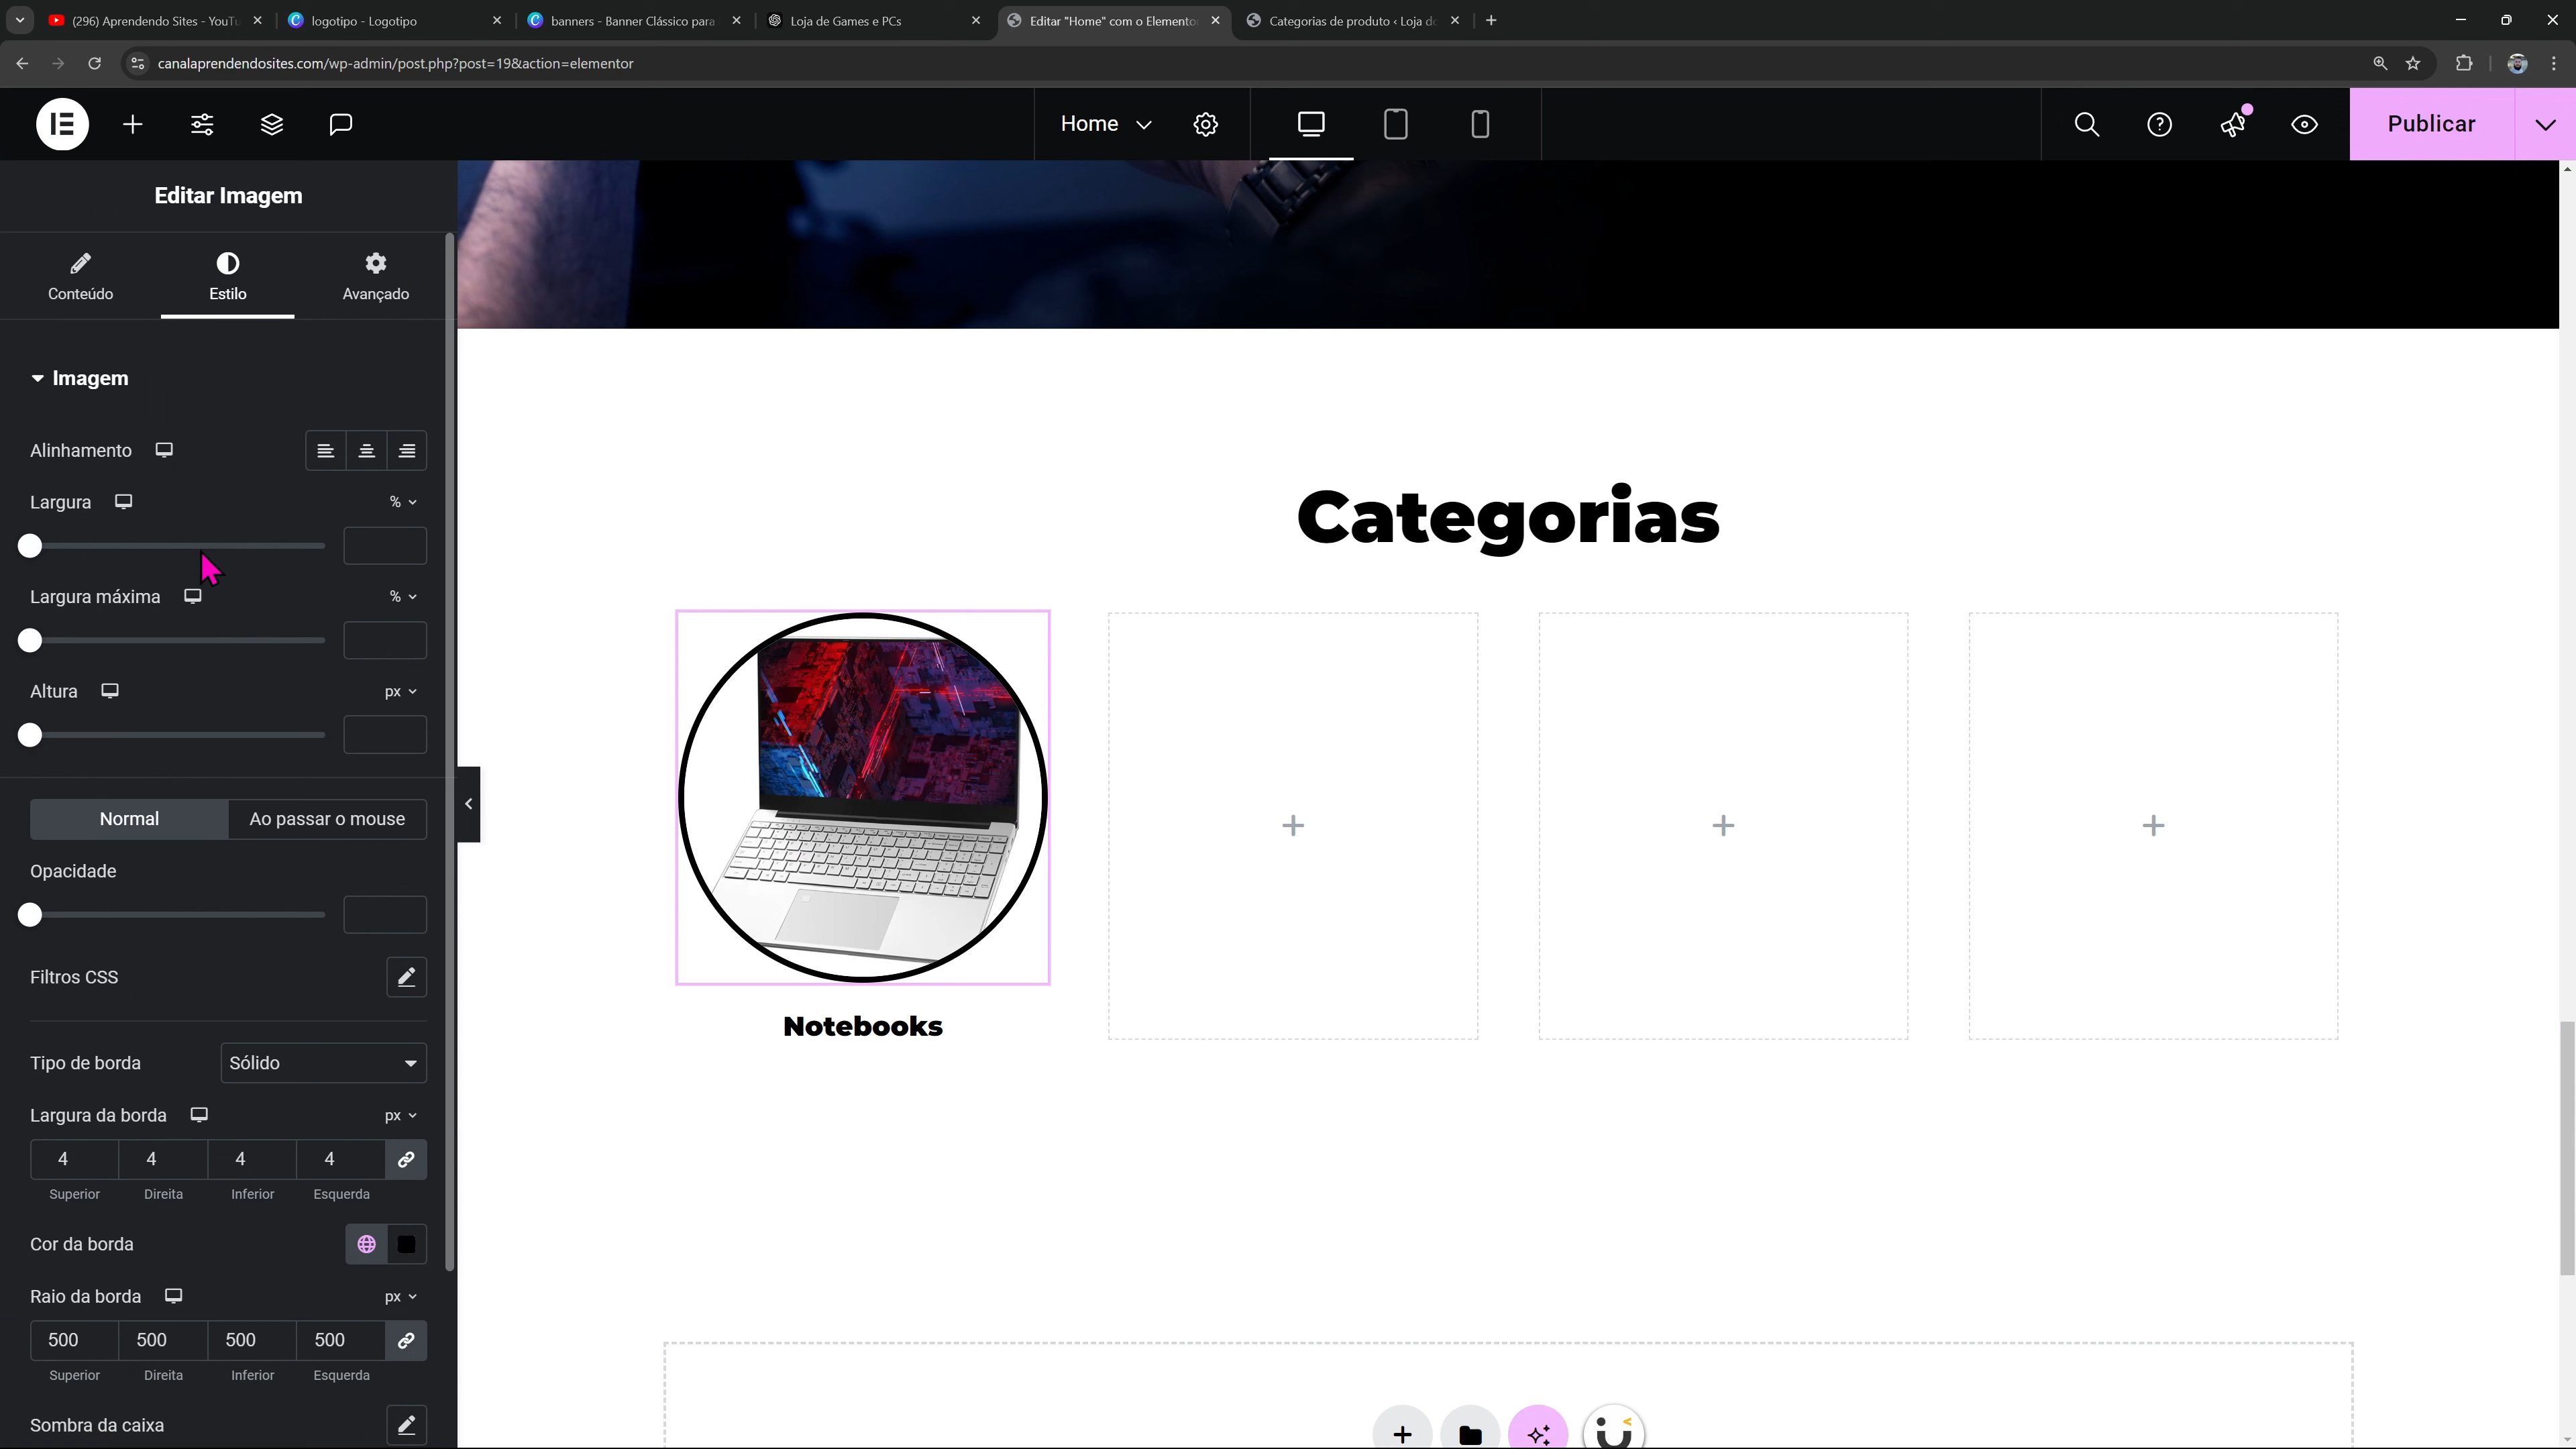 (296) Aprendendo Sites - YouTu
logotipo - Logotipo
banners - Banner Clássico para
Loja de Games e PCs
Editar "Home" com o Elemento
Categorias de produto ‹ Loja do
canalaprendendosites.com/wp-admin/post.php?post=19&action=elementor
Home
Publicar
Editar Imagem
Conteúdo
Estilo
Avançado
Imagem
Alinhamento
Largura
%
Largura máxima
%
Altura
px
Normal
Ao passar o mouse
Opacidade
Filtros CSS
Tipo de borda
Sólido
Largura da borda
px
4 4 4 4
Superior Direita Inferior Esquerda
Cor da borda
Raio da borda
px
500 500 500 500
Superior Direita Inferior Esquerda
Sombra da caixa
Categorias
Notebooks